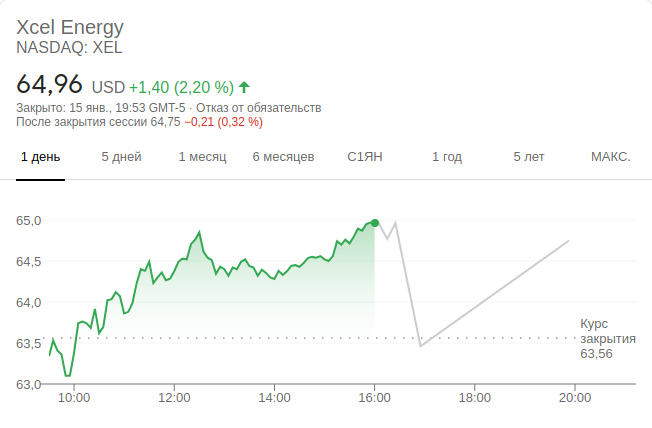 Xcel Energy
NASDAQ: XEL
64,96 USD +1,40 (2,20 %)
Закрыто: 15 янв., 19:53 GMT-5 · Отказ от обязательств
После закрытия сессии 64,75 −0,21 (0,32 %)
1 день 5 дней 1 месяц 6 месяцев С1ЯН 1 год 5 лет МАКС.
65,0
64,5
64,0
63,5
63,0
Курс
закрытия
63,56
10:00 12:00 14:00 16:00 18:00 20:00